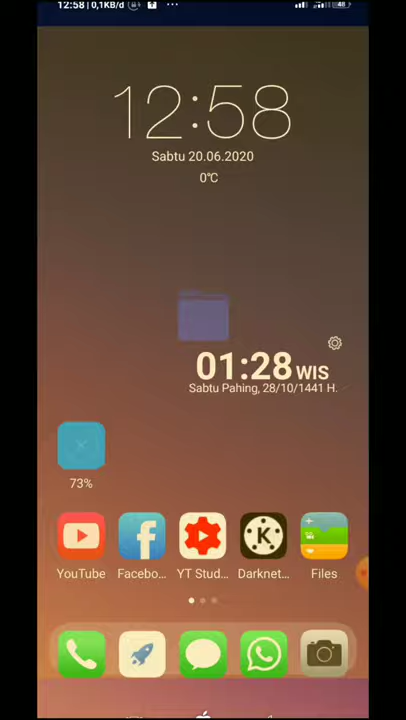 12:58 | 0,1KB/d
48
12:58
Sabtu 20.06.2020
0°C
01:28 WIS
Sabtu Pahing, 28/10/1441 H.
73%
YouTube Facebo... YT Stud... Darknet... Files